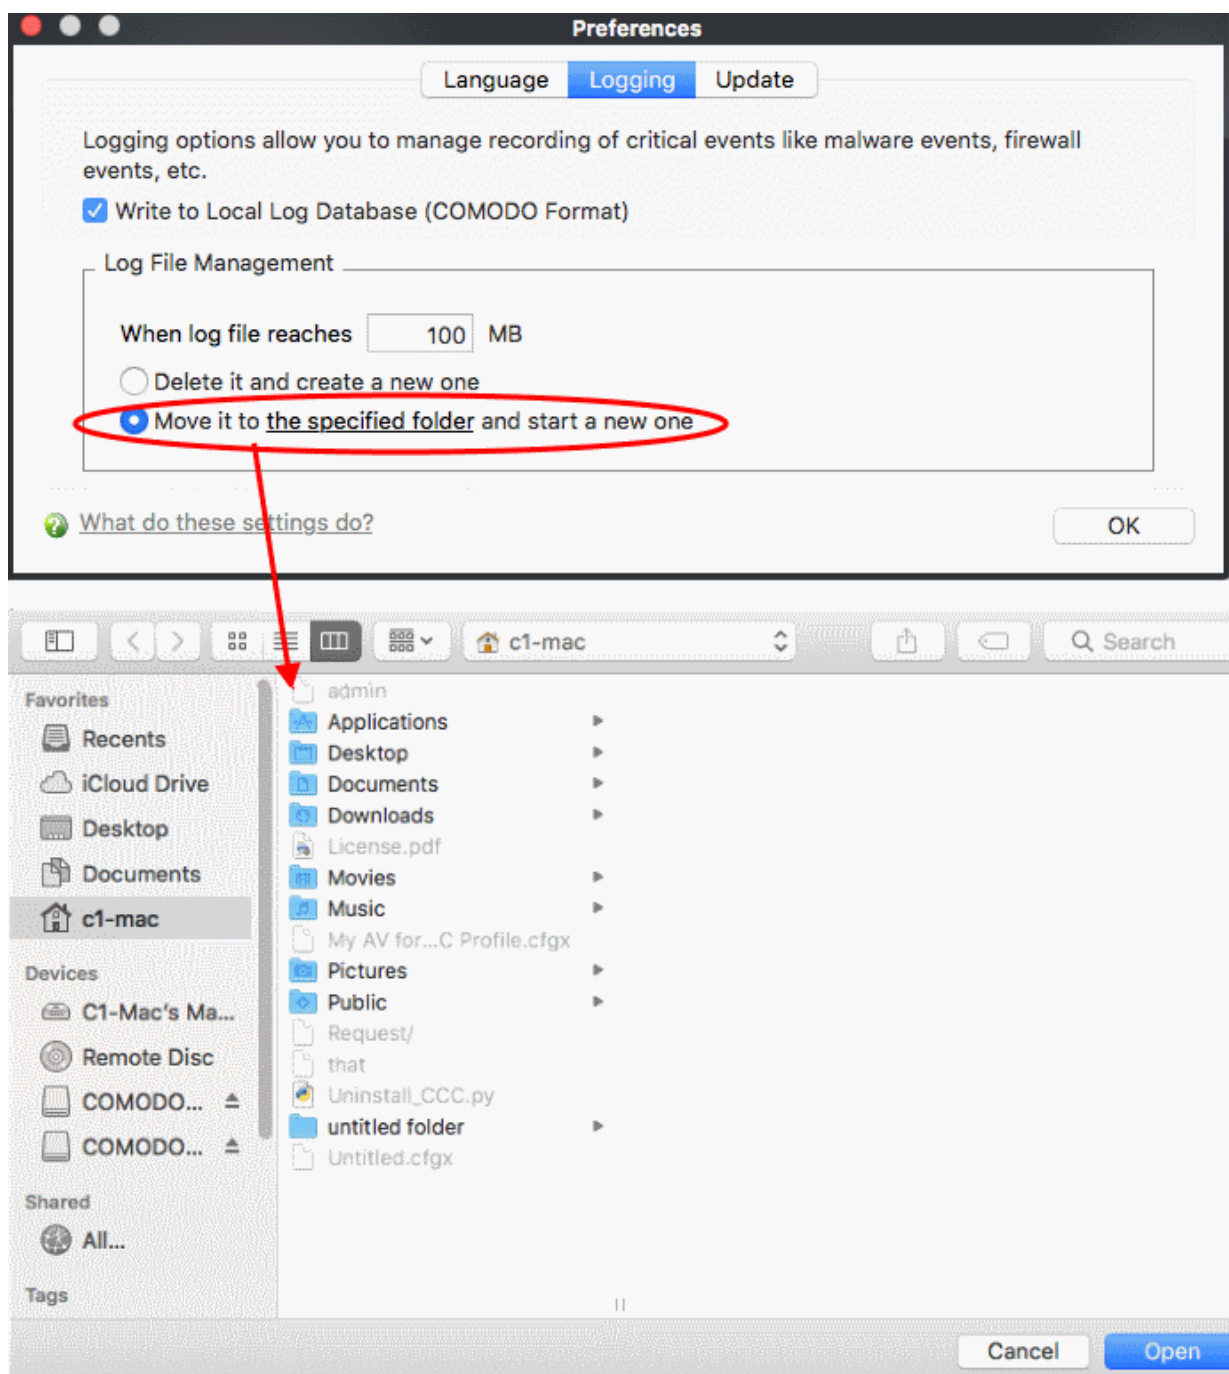 Preferences
Language Logging Update
Logging options allow you to manage recording of critical events like malware events, firewall
events, etc.
Write to Local Log Database (COMODO Format)
Log File Management
When log file reaches 100 MB
Delete it and create a new one
Move it to the specified folder and start a new one
What do these settings do?
OK
c1-mac
Search
Favorites
Recents
iCloud Drive
Desktop
Documents
c1-mac
Devices
C1-Mac's Ma...
Remote Disc
COMODO...
COMODO...
Shared
All...
Tags
admin
Applications
Desktop
Documents
Downloads
License.pdf
Movies
Music
My AV for...C Profile.cfgx
Pictures
Public
Request/
that
Uninstall_CCC.py
untitled folder
Untitled.cfgx
Cancel Open